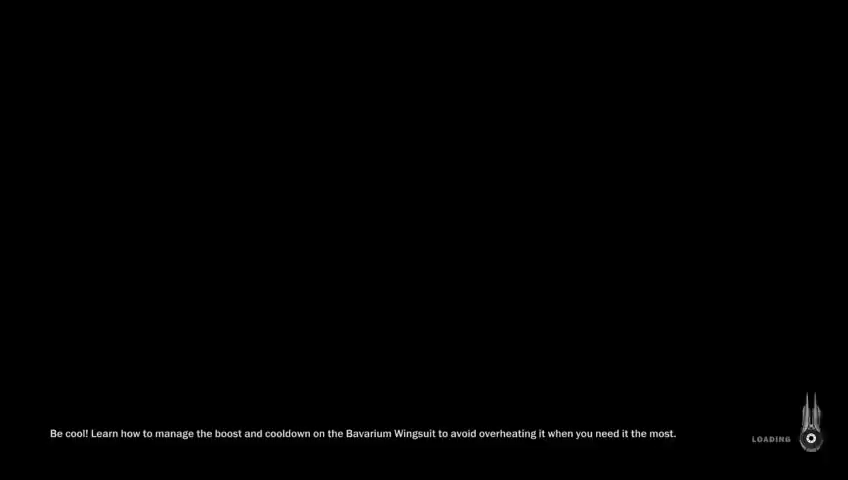 Be cool! Learn how to manage the boost and cooldown on the Bavarium Wingsuit to avoid overheating it when you need it the most.
LOADING